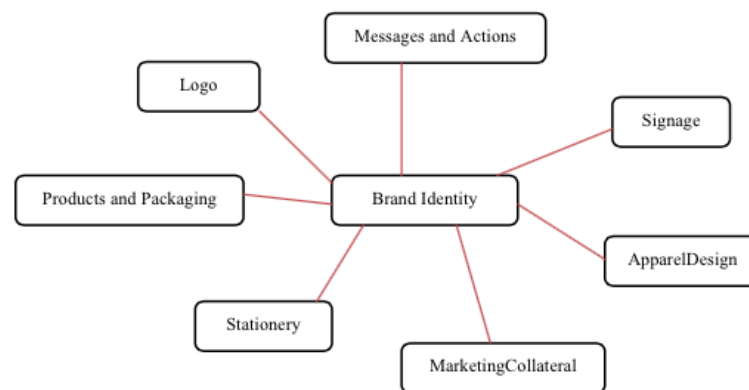 Messages and Actions
Logo
Signage
Products and Packaging
Brand Identity
ApparelDesign
Stationery
MarketingCollateral